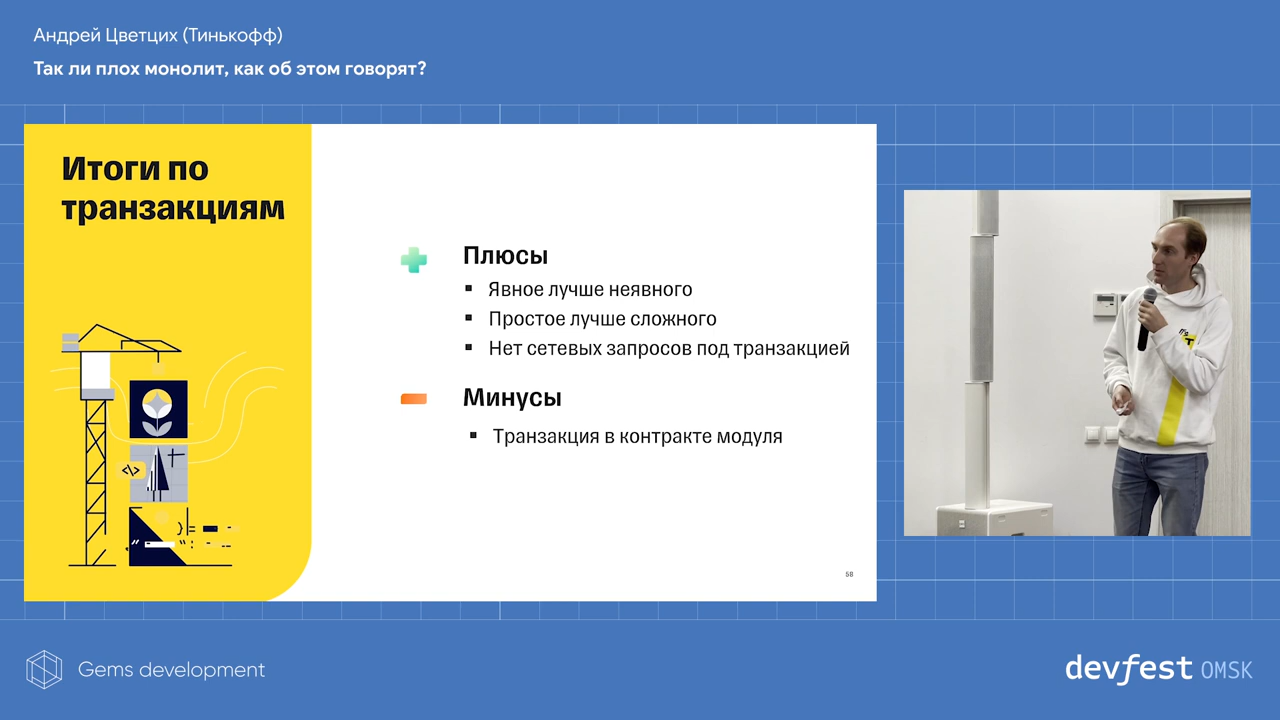 Андрей Цветцих (Тинькофф)
Так ли плох монолит, как об этом говорят?
Итоги по
транзакциям
Плюсы
Явное лучше неявного
Простое лучше сложного
Нет сетевых запросов под транзакцией
Минусы
Транзакция в контракте модуля
</>
58
Gems development
devfest OMSK